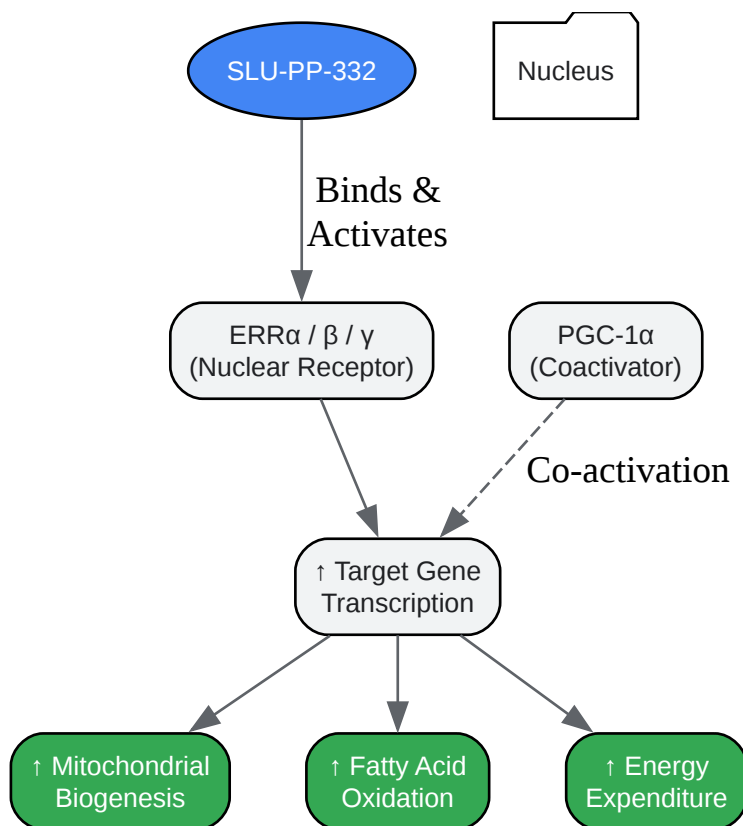 SLU-PP-332
Nucleus
Binds &
Activates
ERRα / β / γ
(Nuclear Receptor)
PGC-1α
(Coactivator)
Co-activation
↑ Target Gene
Transcription
↑ Mitochondrial
Biogenesis
↑ Fatty Acid
Oxidation
↑ Energy
Expenditure